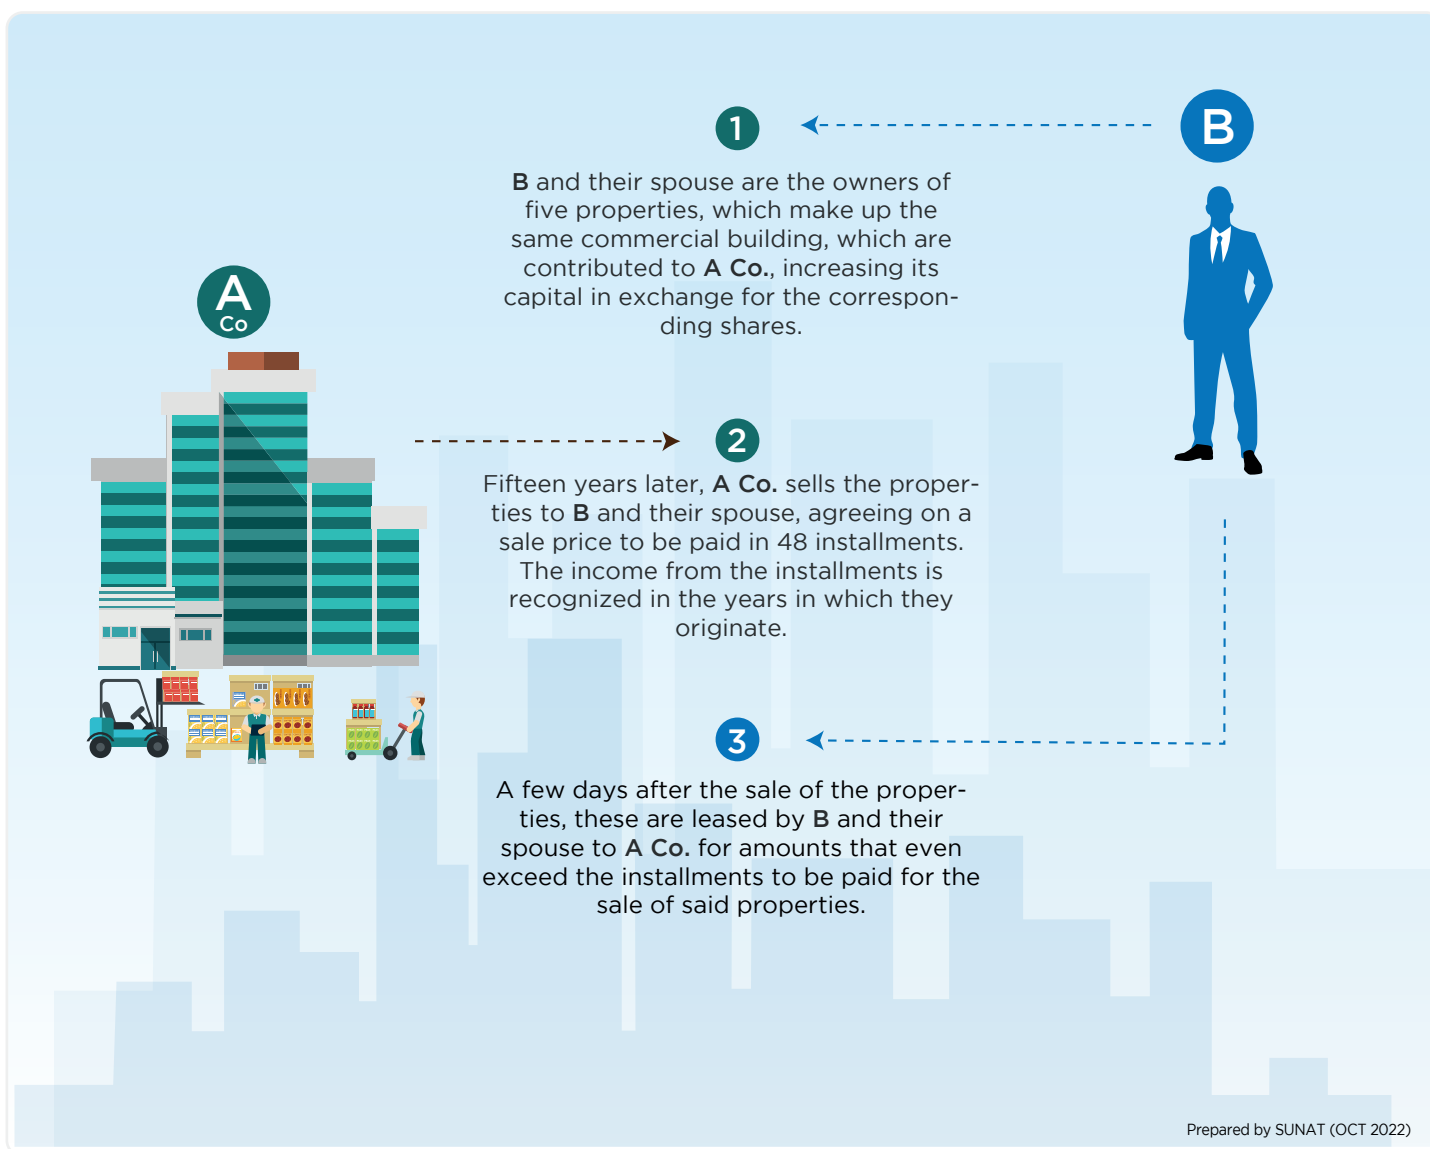 1
B
B and their spouse are the owners of
five properties, which make up the
same commercial building, which are
contributed to A Co., increasing its
capital in exchange for the correspon-
ding shares.
A
Co
2
Fifteen years later, A Co. sells the proper-
ties to B and their spouse, agreeing on a
sale price to be paid in 48 installments.
The income from the installments is
recognized in the years in which they
originate.
3
A few days after the sale of the proper-
ties, these are leased by B and their
spouse to A Co. for amounts that even
exceed the installments to be paid for the
sale of said properties.
Prepared by SUNAT (OCT 2022)